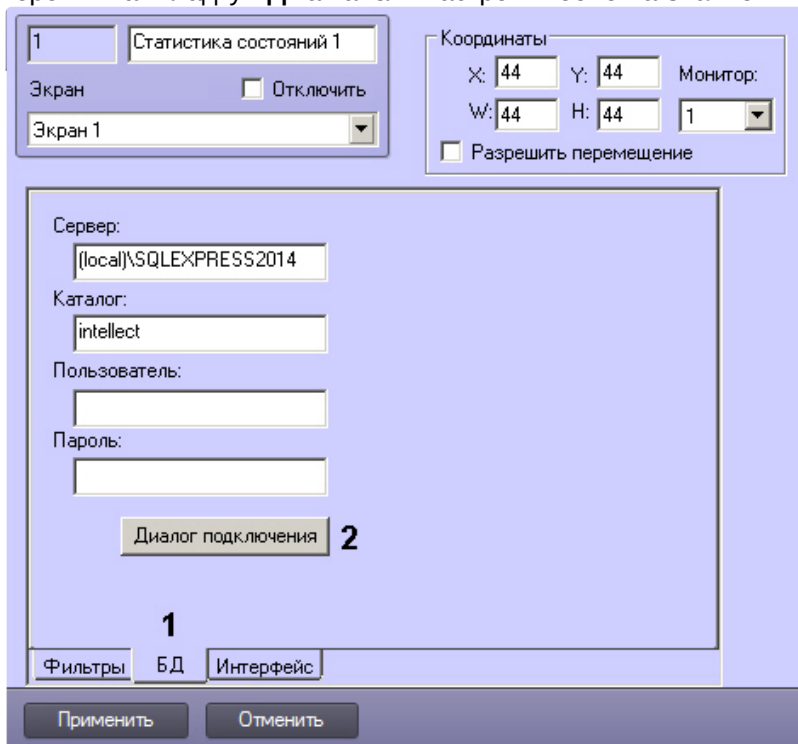 1
Статистика состояний 1
Экран
Отключить
Экран 1
Координаты
X: 44 Y: 44 Монитор:
W: 44 H: 44 1
Разрешить перемещение
Сервер:
(local)\SQLEXPRESS2014
Каталог:
intellect
Пользователь:
Пароль:
Диалог подключения 2
1
Фильтры БД Интерфейс
Применить Отменить